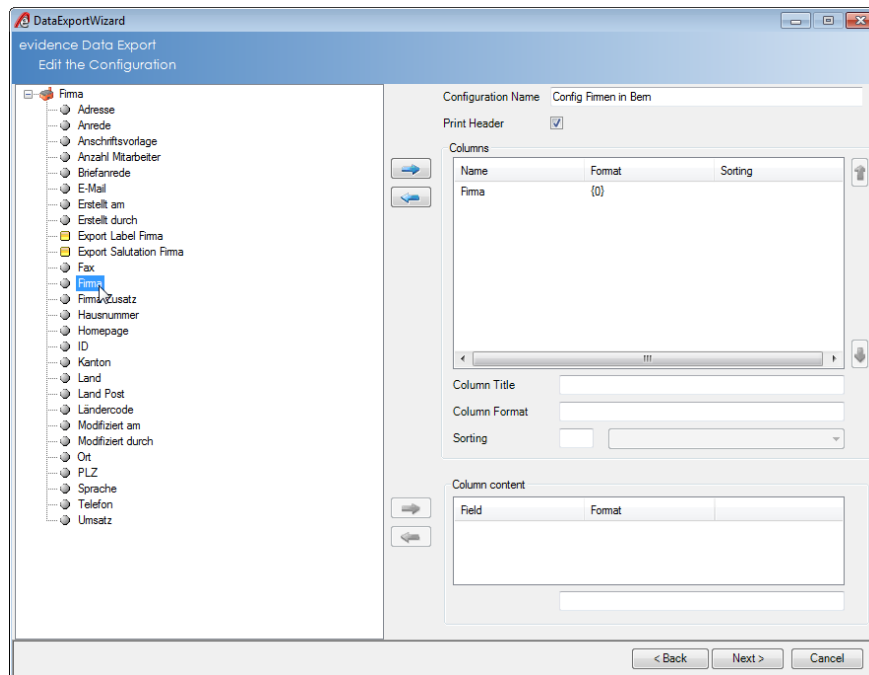 DataExportWizard
evidence Data Export
Edit the Configuration
Firma
Adresse
Anrede
Anschriftsvorlage
Anzahl Mitarbeiter
Briefanrede
E-Mail
Erstellt am
Erstellt durch
Export Label Firma
Export Salutation Firma
Fax
Firma
Firma Zusatz
Hausnummer
Homepage
ID
Kanton
Land
Land Post
Ländercode
Modifiziert am
Modifiziert durch
Ort
PLZ
Sprache
Telefon
Umsatz
Configuration Name Config Firmen in Bern
Print Header
Columns
Name Format Sorting
Firma {0}
Column Title
Column Format
Sorting
Column content
Field Format
< Back Next > Cancel